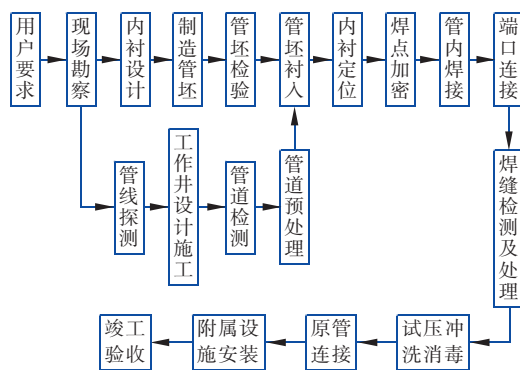 用户要求
现场勘察
内衬设计
制造管坯
管坯检验
管坯衬入
内衬定位
焊点加密
管内焊接
端口连接
管线探测
工作井设计施工
管道检测
管道预处理
焊缝检测及处理
试压冲
洗消毒
原管
连接
附属设
施安装
竣工
验收